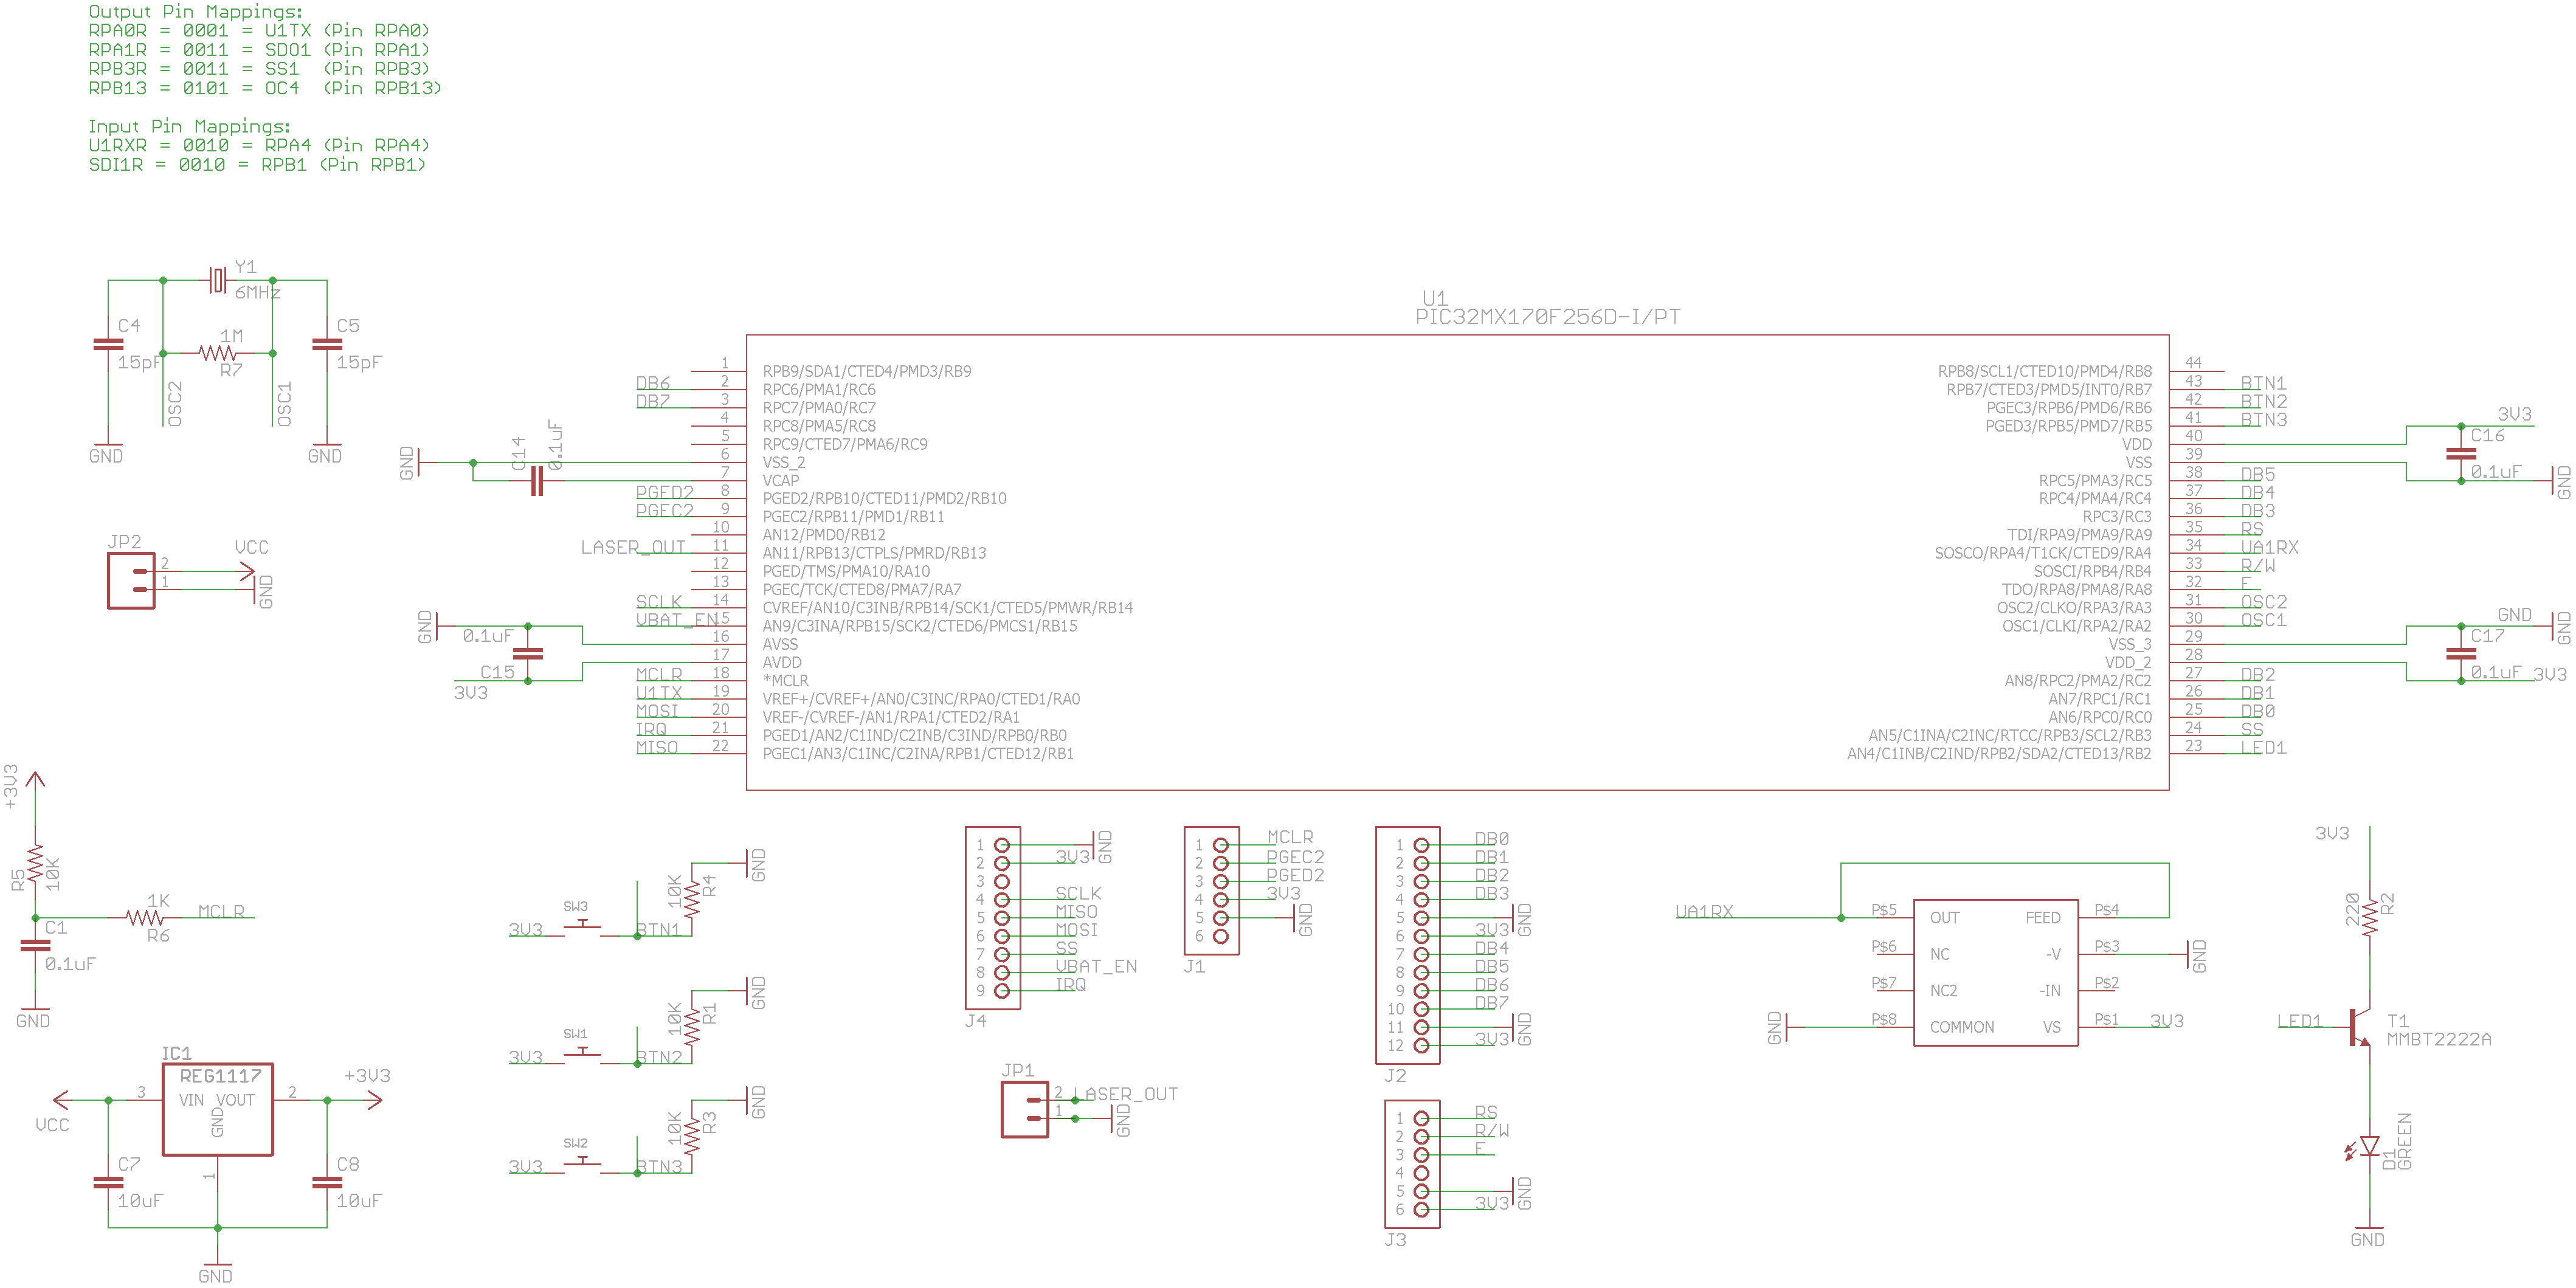 Output Pin Mappings:
RPA0R = 0001 = U1TX (Pin RPA0)
RPA1R = 0011 = SDO1 (Pin RPA1)
RPB3R = 0011 = SS1 (Pin RPB3)
RPB13 = 0101 = OC4 (Pin RPB13)
Input Pin Mappings:
U1RXR = 0010 = RPA4 (Pin RPA4)
SDI1R = 0010 = RPB1 (Pin RPB1)
Y1
6MHz
C4
15pF
1M
R7
C5
15pF
OSC2
OSC1
GND
GND
JP2
2
1
VCC
GND
U1
PIC32MX170F256D-I/PT
1 RPB9/SDA1/CTED4/PMD3/RB9
DB6 2 RPC6/PMA1/RC6
DB7 3 RPC7/PMA0/RC7
4 RPC8/PMA5/RC8
5 RPC9/CTED7/PMA6/RC9
6 VSS_2
7 VCAP
PGED2 8 PGED2/RPB10/CTED11/PMD2/RB10
PGEC2 9 PGEC2/RPB11/PMD1/RB11
10 AN12/PMD0/RB12
LASER_OUT 11 AN11/RPB13/CTPLS/PMRD/RB13
12 PGED/TMS/PMA10/RA10
13 PGEC/TCK/CTED8/PMA7/RA7
SCLK 14 CVREF/AN10/C3INB/RPB14/SCK1/CTED5/PMWR/RB14
VBAT_EN 15 AN9/C3INA/RPB15/SCK2/CTED6/PMCS1/RB15
16 AVSS
17 AVDD
MCLR 18 *MCLR
U1TX 19 VREF+/CVREF+/AN0/C3INC/RPA0/CTED1/RA0
MOSI 20 VREF-/CVREF-/AN1/RPA1/CTED2/RA1
IRQ 21 PGED1/AN2/C1IND/C2INB/C3IND/RPB0/RB0
MISO 22 PGEC1/AN3/C1INC/C2INA/RPB1/CTED12/RB1
GND
C14
0.1uF
GND
0.1uF
C15
3V3
RPB8/SCL1/CTED10/PMD4/RB8 44
RPB7/CTED3/PMD5/INT0/RB7 43 BTN1
PGEC3/RPB6/PMD6/RB6 42 BTN2
PGED3/RPB5/PMD7/RB5 41 BTN3
VDD 40
VSS 39
RPC5/PMA3/RC5 38 DB5
RPC4/PMA4/RC4 37 DB4
RPC3/RC3 36 DB3
TDI/RPA9/PMA9/RA9 35 RS
SOSCO/RPA4/T1CK/CTED9/RA4 34 UA1RX
SOSCI/RPB4/RB4 33 R/W
TDO/RPA8/PMA8/RA8 32 E
OSC2/CLKO/RPA3/RA3 31 OSC2
OSC1/CLKI/RPA2/RA2 30 OSC1
VSS_3 29
VDD_2 28
AN8/RPC2/PMA2/RC2 27 DB2
AN7/RPC1/RC1 26 DB1
AN6/RPC0/RC0 25 DB0
AN5/C1INA/C2INC/RTCC/RPB3/SCL2/RB3 24 SS
AN4/C1INB/C2IND/RPB2/SDA2/CTED13/RB2 23 LED1
3V3
C16
0.1uF
GND
GND
GND
C17
0.1uF
3V3
+3V3
R5
10K
1K
R6
MCLR
C1
0.1uF
GND
IC1
REG1117
VIN VOUT
GND
3
2
1
VCC
+3V3
C7
10uF
C8
10uF
GND
3V3
SW3
BTN1
10K
R4
GND
3V3
SW1
BTN2
10K
R1
GND
3V3
SW2
BTN3
10K
R3
GND
1 GND
2 3V3
3
4 SCLK
5 MISO
6 MOSI
7 SS
8 VBAT_EN
9 IRQ
J4
JP1
2 LASER_OUT
1 GND
1 MCLR
2 PGEC2
3 PGED2
4 3V3
5 GND
6
J1
1 DB0
2 DB1
3 DB2
4 DB3
5 GND
6 3V3
7 DB4
8 DB5
9 DB6
10 DB7
11 GND
12 3V3
J2
1 RS
2 R/W
3 E
4
5 GND
6 3V3
J3
UA1RX
P$5 OUT FEED P$4
P$6 NC -V P$3 GND
P$7 NC2 -IN P$2
GND P$8 COMMON VS P$1 3V3
3V3
220
R2
LED1
T1
MMBT2222A
D1
GREEN
GND